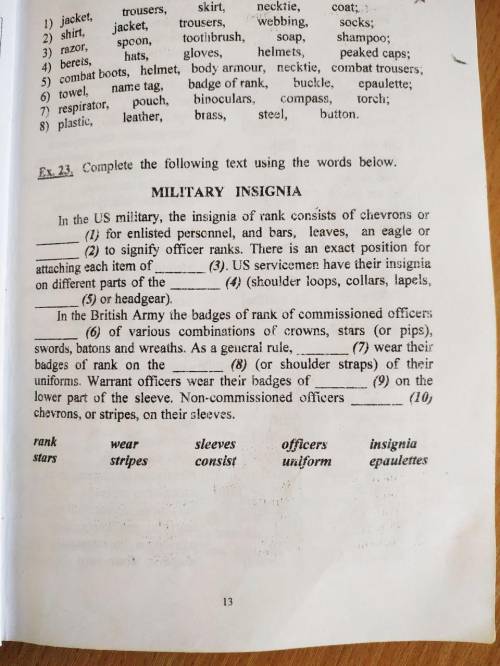 1) jacket, trousers, skirt, necktie, coat;
2) shirt, jacket, trousers, webbing, socks;
3) razor, spoon, toothbrush, soap, shampoo;
4) berets, hats, gloves, helmets, peaked caps;
5) combat boots, helmet, body armour, necktie, combat trousers;
6) towel, name tag, badge of rank, buckle, epaulette;
7) respirator, pouch, binoculars, compass, torch;
8) plastic, leather, brass, steel, button.
Ex. 23. Complete the following text using the words below.
MILITARY INSIGNIA
In the US military, the insignia of rank consists of chevrons or
______ (1) for enlisted personnel, and bars, leaves, an eagle or
______ (2) to signify officer ranks. There is an exact position for
attaching each item of ______ (3). US servicemen have their insignia
on different parts of the ______ (4) (shoulder loops, collars, lapels,
______ (5) or headgear).
In the British Army the badges of rank of commissioned officers
______ (6) of various combinations of crowns, stars (or pips),
swords, batons and wreaths. As a general rule, ______ (7) wear their
badges of rank on the ______ (8) (or shoulder straps) of their
uniforms. Warrant officers wear their badges of ______ (9) on the
lower part of the sleeve. Non-commissioned officers ______ (10)
chevrons, or stripes, on their sleeves.
rank wear sleeves officers insignia
stars stripes consist uniform epaulettes
13